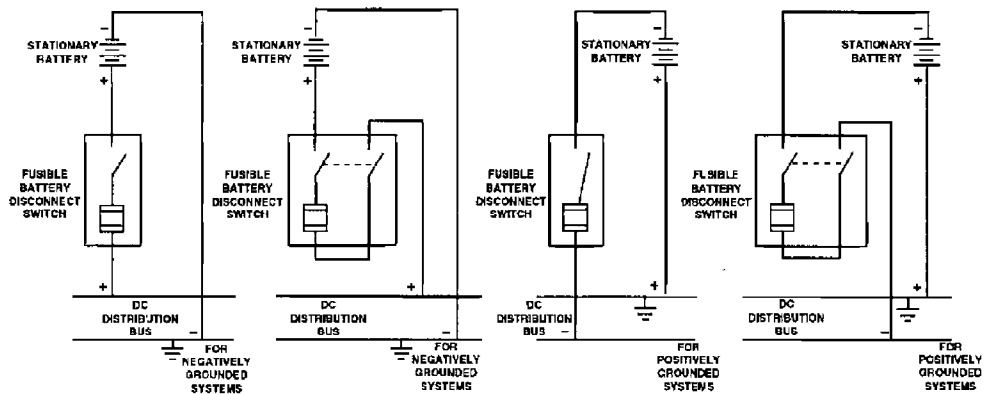 −
STATIONARY
BATTERY
+
FUSIBLE
BATTERY
DISCONNECT
SWITCH
+
DC
DISTRIBUTION
BUS
−
FOR
NEGATIVELY
GROUNDED
SYSTEMS
−
STATIONARY
BATTERY
+
FUSIBLE
BATTERY
DISCONNECT
SWITCH
+
DC
DISTRIBUTION
BUS
−
FOR
NEGATIVELY
GROUNDED
SYSTEMS
−
STATIONARY
BATTERY
+
FUSIBLE
BATTERY
DISCONNECT
SWITCH
+
DC
DISTRIBUTION
BUS
−
FOR
POSITIVELY
GROUNDED
SYSTEMS
−
STATIONARY
BATTERY
+
FUSIBLE
BATTERY
DISCONNECT
SWITCH
+
DC
DISTRIBUTION
BUS
−
FOR
POSITIVELY
GROUNDED
SYSTEMS